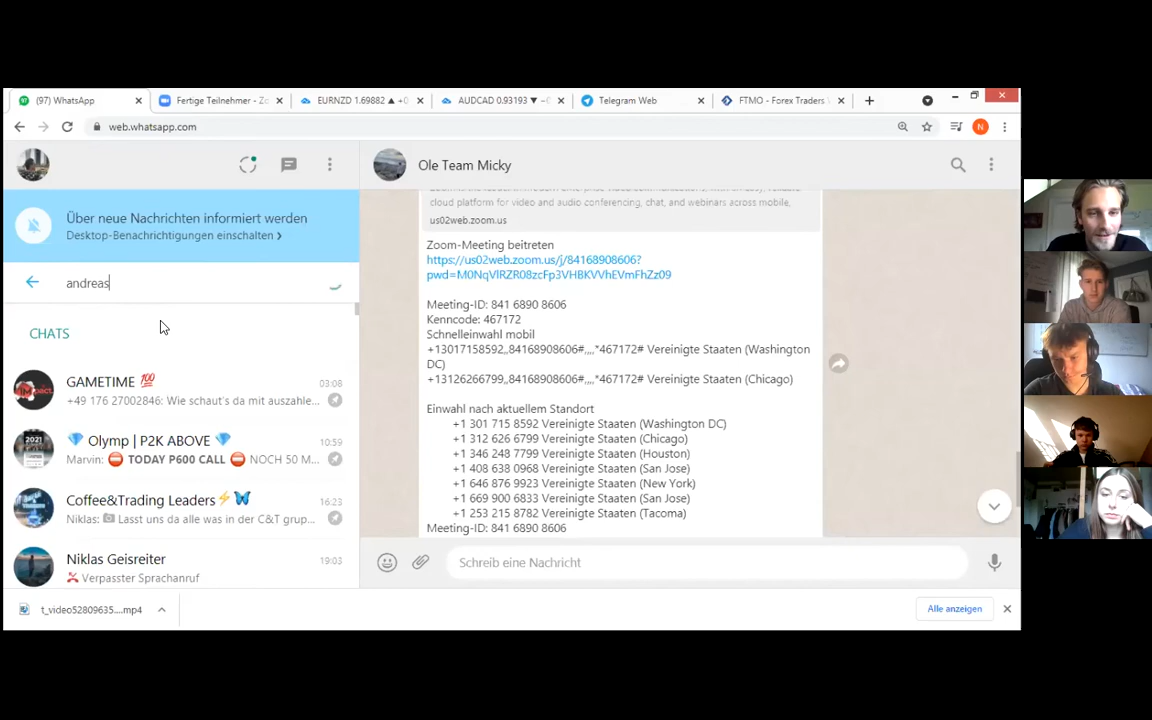 (97) WhatsApp
Fertige Teilnehmer - Zo
EURNZD 1.69882 ▲ +0
AUDCAD 0.93193 ▼ −0
Telegram Web
FTMO - Forex Traders
web.whatsapp.com
N
Über neue Nachrichten informiert werden
Desktop-Benachrichtigungen einschalten
andreas
CHATS
GAMETIME 💯
03:08
+49 176 27002846: Wie schaut's da mit auszahle...
💎 Olymp | P2K ABOVE 💎
10:59
Marvin: ⛔ TODAY P600 CALL ⛔ NOCH 50 M...
Coffee&Trading Leaders⚡🦋
16:23
Niklas: Lasst uns da alle was in der C&T grup...
Niklas Geisreiter
19:03
Verpasster Sprachanruf
Ole Team Micky
cloud platform for video and audio conferencing, chat, and webinars across mobile,
us02web.zoom.us
Zoom-Meeting beitreten
https://us02web.zoom.us/j/84168908606?
pwd=M0NqVlRZR08zcFp3VHBKVVhEVmFhZz09
Meeting-ID: 841 6890 8606
Kenncode: 467172
Schnelleinwahl mobil
+13017158592,,84168908606#,,,,*467172# Vereinigte Staaten (Washington
DC)
+13126266799,,84168908606#,,,,*467172# Vereinigte Staaten (Chicago)
Einwahl nach aktuellem Standort
+1 301 715 8592 Vereinigte Staaten (Washington DC)
+1 312 626 6799 Vereinigte Staaten (Chicago)
+1 346 248 7799 Vereinigte Staaten (Houston)
+1 408 638 0968 Vereinigte Staaten (San Jose)
+1 646 876 9923 Vereinigte Staaten (New York)
+1 669 900 6833 Vereinigte Staaten (San Jose)
+1 253 215 8782 Vereinigte Staaten (Tacoma)
Meeting-ID: 841 6890 8606
Schreib eine Nachricht
t_video52809635....mp4
Alle anzeigen